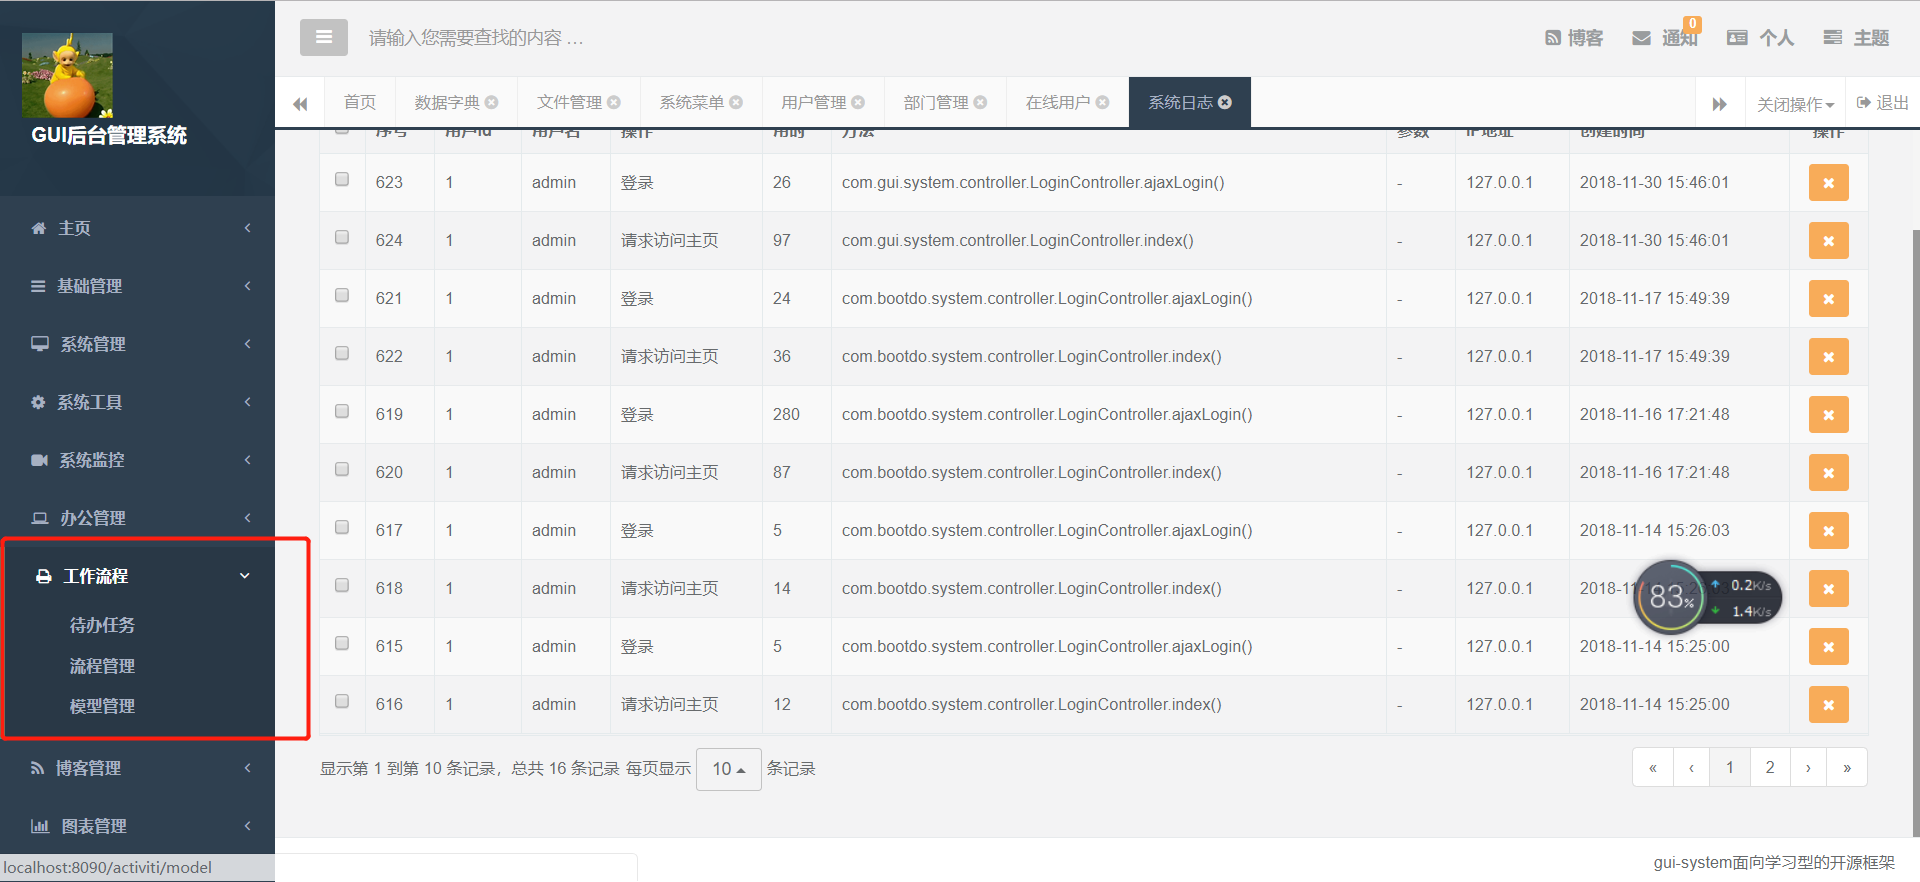 GUI后台管理系统
主页
基础管理
系统管理
系统工具
系统监控
办公管理
工作流程
待办任务
流程管理
模型管理
博客管理
图表管理
localhost:8090/activiti/model
请输入您需要查找的内容 …
博客 通知 0 个人 主题
首页 数据字典 文件管理 系统菜单 用户管理 部门管理 在线用户 系统日志 关闭操作 退出
序号 用户Id 用户名 操作 用时 方法 参数 IP地址 创建时间 操作
623 1 admin 登录 26 com.gui.system.controller.LoginController.ajaxLogin() - 127.0.0.1 2018-11-30 15:46:01
624 1 admin 请求访问主页 97 com.gui.system.controller.LoginController.index() - 127.0.0.1 2018-11-30 15:46:01
621 1 admin 登录 24 com.bootdo.system.controller.LoginController.ajaxLogin() - 127.0.0.1 2018-11-17 15:49:39
622 1 admin 请求访问主页 36 com.bootdo.system.controller.LoginController.index() - 127.0.0.1 2018-11-17 15:49:39
619 1 admin 登录 280 com.bootdo.system.controller.LoginController.ajaxLogin() - 127.0.0.1 2018-11-16 17:21:48
620 1 admin 请求访问主页 87 com.bootdo.system.controller.LoginController.index() - 127.0.0.1 2018-11-16 17:21:48
617 1 admin 登录 5 com.bootdo.system.controller.LoginController.ajaxLogin() - 127.0.0.1 2018-11-14 15:26:03
618 1 admin 请求访问主页 14 com.bootdo.system.controller.LoginController.index() - 127.0.0.1
83% 0.2K/s
1.4K/s
615 1 admin 登录 5 com.bootdo.system.controller.LoginController.ajaxLogin() - 127.0.0.1 2018-11-14 15:25:00
616 1 admin 请求访问主页 12 com.bootdo.system.controller.LoginController.index() - 127.0.0.1 2018-11-14 15:25:00
显示第 1 到第 10 条记录，总共 16 条记录 每页显示 10 条记录
« ‹ 1 2 › »
gui-system面向学习型的开源框架